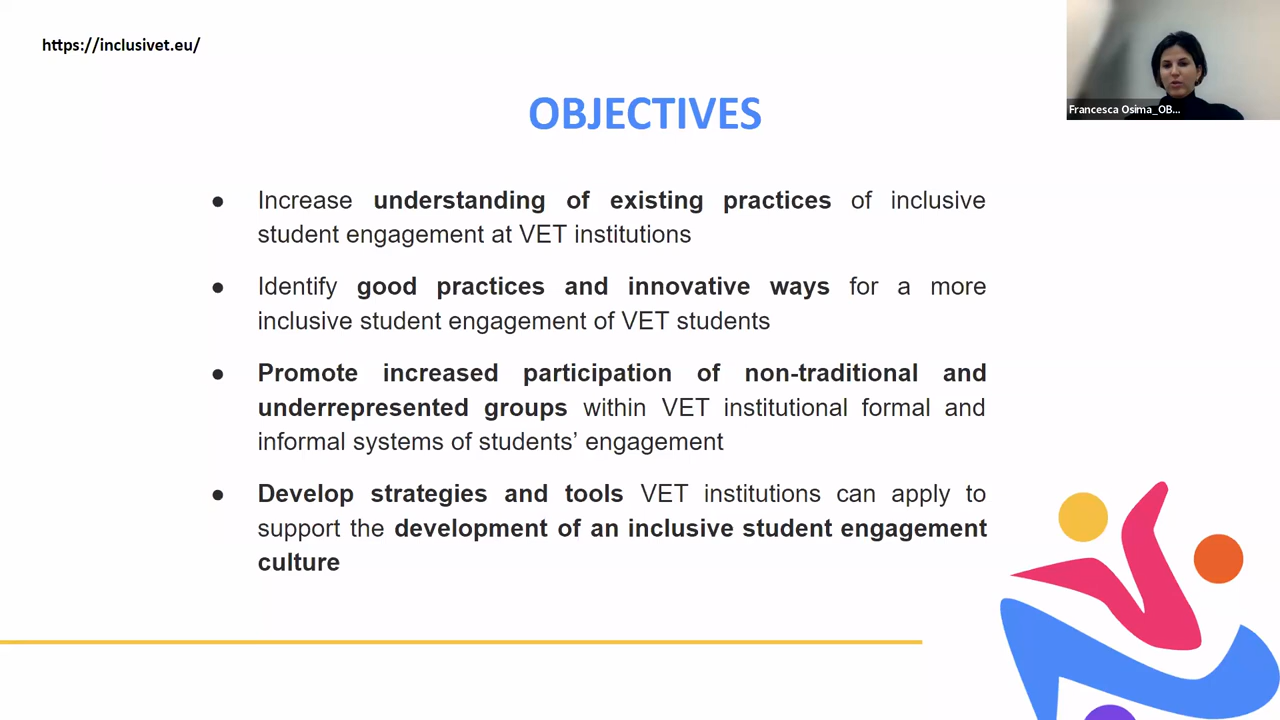 https://inclusivet.eu/
Francesca Osima_OB...
OBJECTIVES
● Increase understanding of existing practices of inclusive
student engagement at VET institutions
● Identify good practices and innovative ways for a more
inclusive student engagement of VET students
● Promote increased participation of non-traditional and
underrepresented groups within VET institutional formal and
informal systems of students’ engagement
● Develop strategies and tools VET institutions can apply to
support the development of an inclusive student engagement
culture